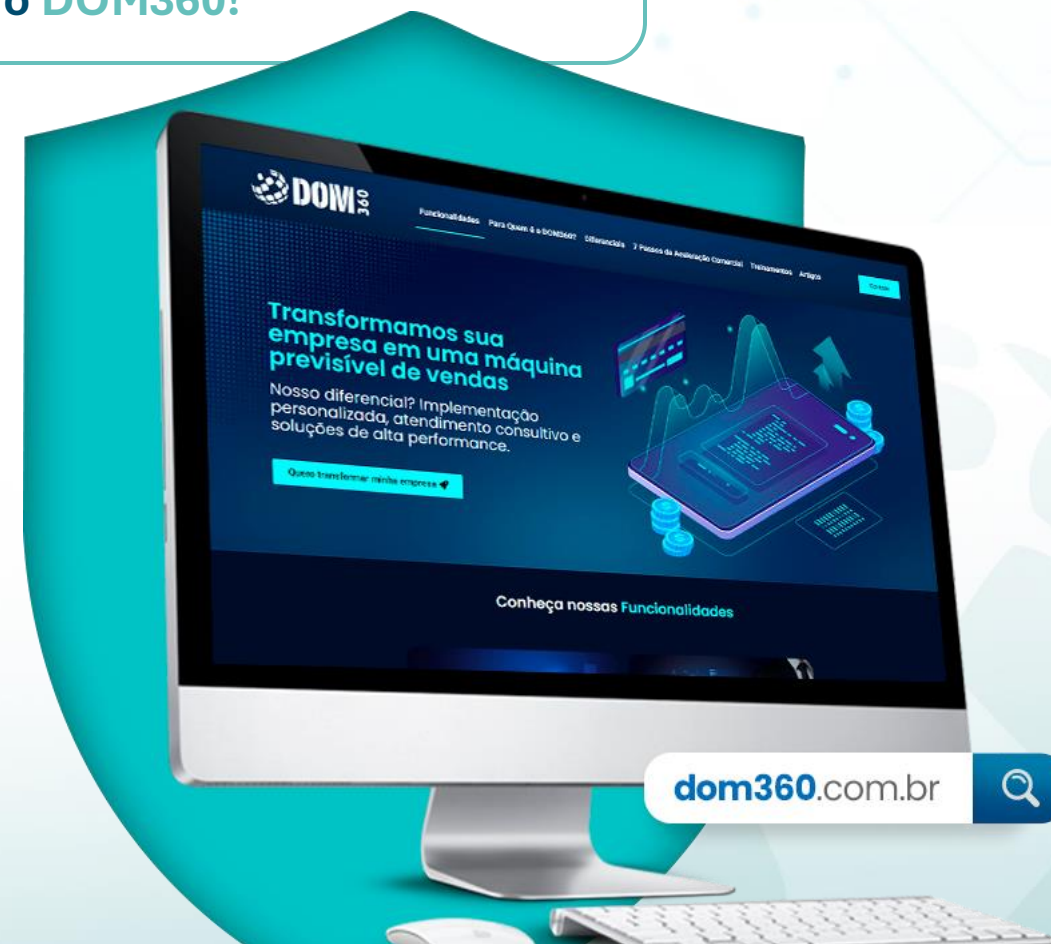 o DOM360!
DOM 360
Funcionalidades Para Quem é o DOM360? Diferenciais 7 Passos da Aceleração Comercial Treinamentos Artigos
Transformamos sua
empresa em uma máquina
previsível de vendas
Nosso diferencial? Implementação
personalizada, atendimento consultivo e
soluções de alta performance.
Quero transformar minha empresa
Conheça nossas Funcionalidades
dom360.com.br